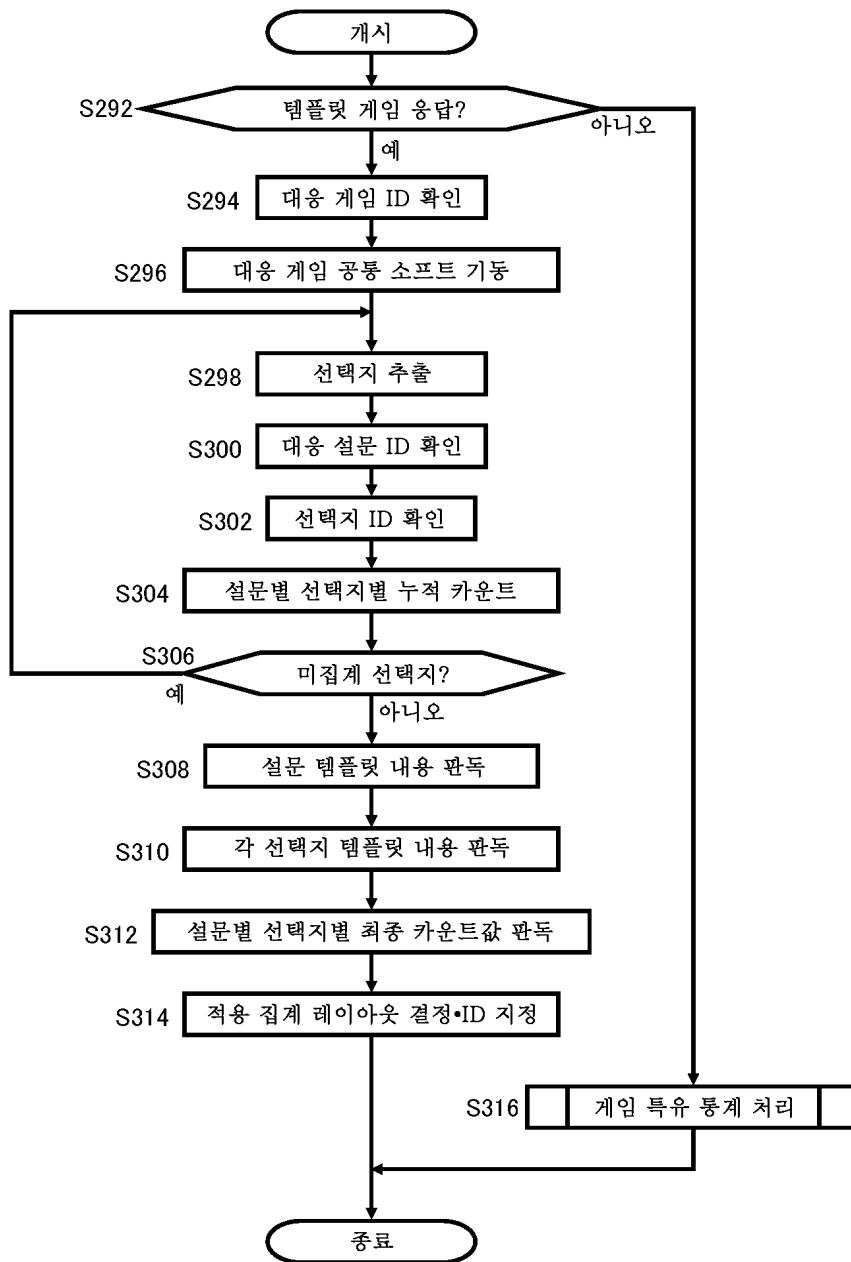 개시
S292
템플릿 게임 응답?
아니오
예
S294
대응 게임 ID 확인
S296
대응 게임 공통 소프트 기동
S298
선택지 추출
S300
대응 설문 ID 확인
S302
선택지 ID 확인
S304
설문별 선택지별 누적 카운트
S306
미집계 선택지?
예
아니오
S308
설문 템플릿 내용 판독
S310
각 선택지 템플릿 내용 판독
S312
설문별 선택지별 최종 카운트값 판독
S314
적용 집계 레이아웃 결정•ID 지정
S316
게임 특유 통계 처리
종료